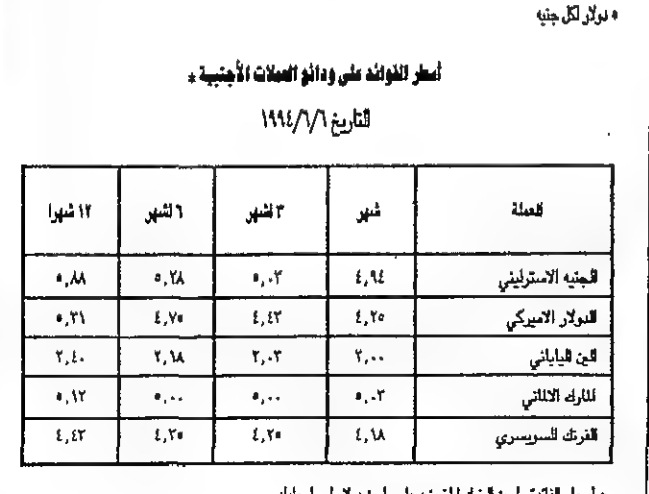 * دولار لكل جنيه
أسعار الفوائد على ودائع العملات الأجنبية *
التاريخ ١٩٩٤/٦/٦
العملة شهر ٣ اشهر ٦ اشهر ١٢ شهرا
الجنيه الاسترليني ٤,٩٤ ٥,٠٣ ٥,٢٨ ٥,٨٨
الدولار الاميركي ٤,٢٥ ٤,٤٣ ٤,٧٥ ٥,٣١
الين الياباني ٢,٠٠ ٢,٠٣ ٢,١٨ ٢,٤٠
المارك الالماني ٥,٠٣ ٥,٠٠ ٥,٠٠ ٥,١٢
الفرنك السويسري ٤,١٨ ٤,٢٥ ٤,٢٥ ٤,٤٣